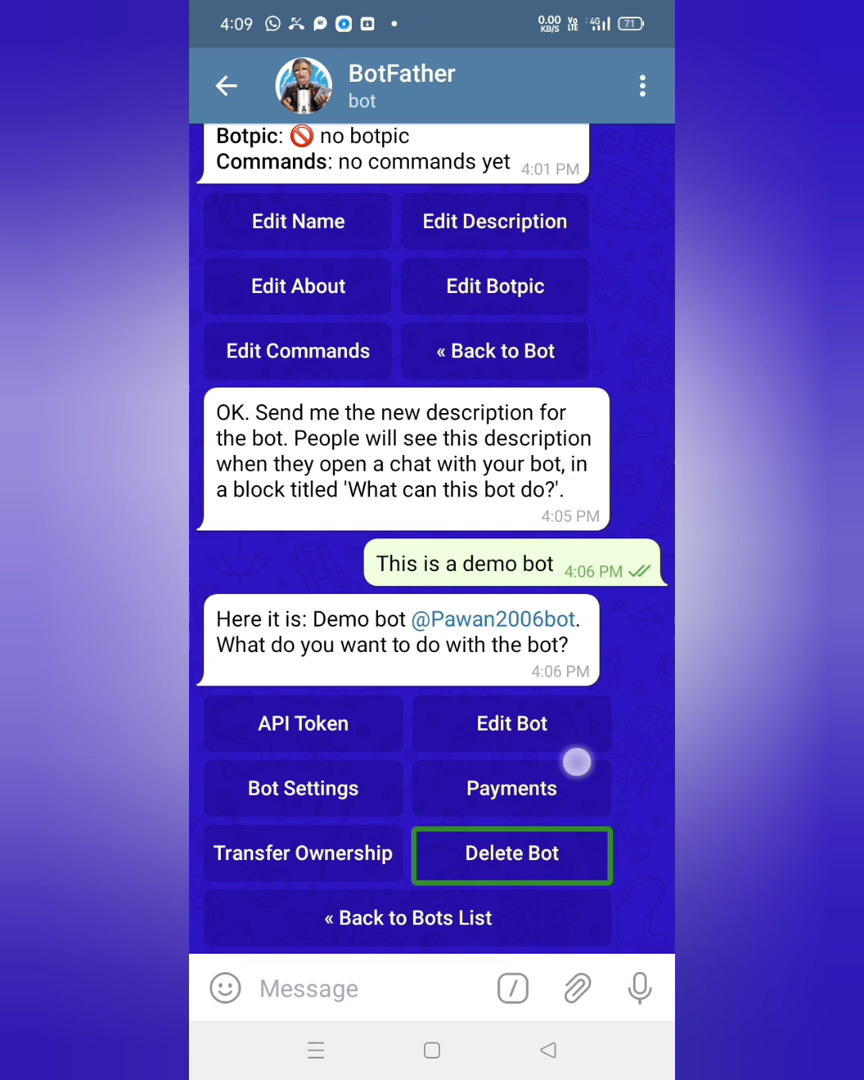 4:09
0.00 KB/S
Vo LTE
4G
71
BotFather
bot
Botpic: 🚫 no botpic
Commands: no commands yet 4:01 PM
Edit Name Edit Description
Edit About Edit Botpic
Edit Commands « Back to Bot
OK. Send me the new description for
the bot. People will see this description
when they open a chat with your bot, in
a block titled 'What can this bot do?'.
4:05 PM
This is a demo bot 4:06 PM
Here it is: Demo bot @Pawan2006bot.
What do you want to do with the bot?
4:06 PM
API Token Edit Bot
Bot Settings Payments
Transfer Ownership Delete Bot
« Back to Bots List
Message